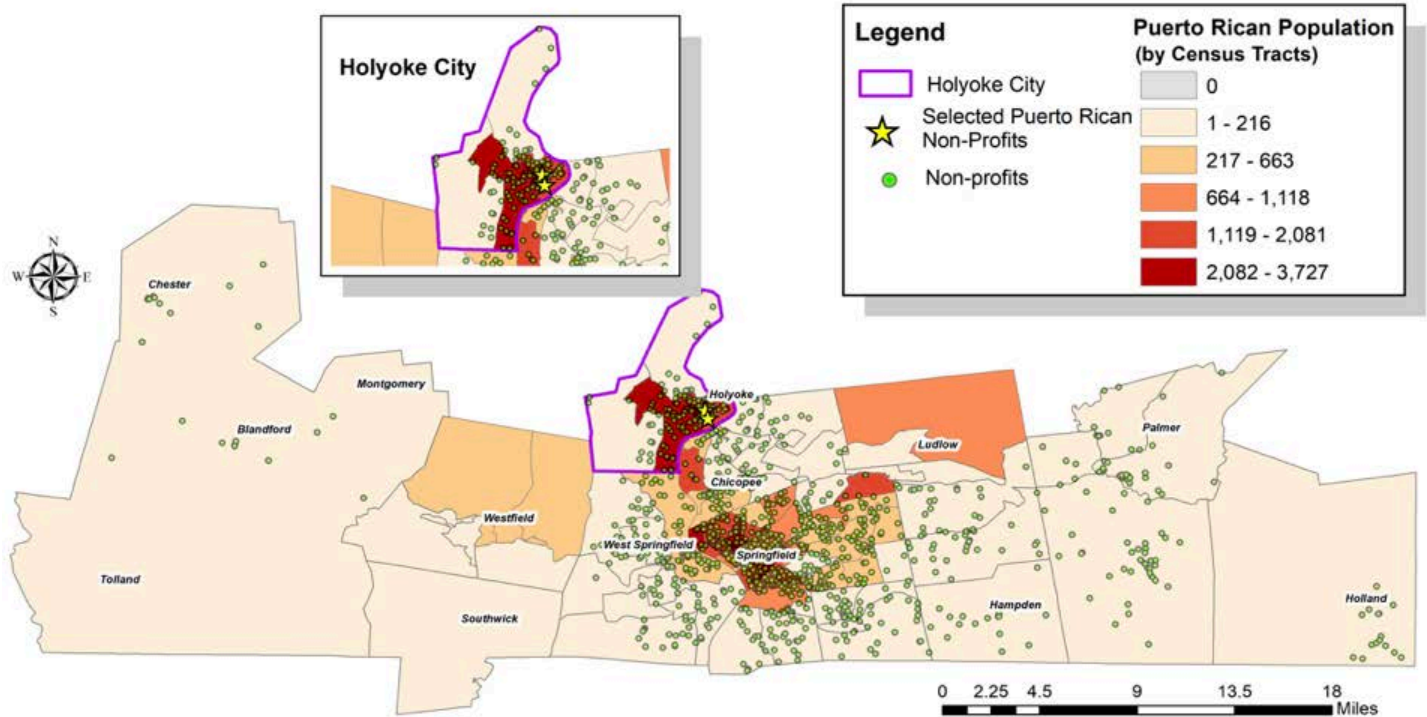 Holyoke City
Legend
Holyoke City
Selected Puerto Rican
Non-Profits
Non-profits
Puerto Rican Population
(by Census Tracts)
0
1 - 216
217 - 663
664 - 1,118
1,119 - 2,081
2,082 - 3,727
N
W E
S
Chester
Montgomery
Blandford
Holyoke
Palmer
Ludlow
Chicopee
Westfield
West Springfield
Springfield
Tolland
Southwick
Hampden
Holland
0 2.25 4.5 9 13.5 18
Miles